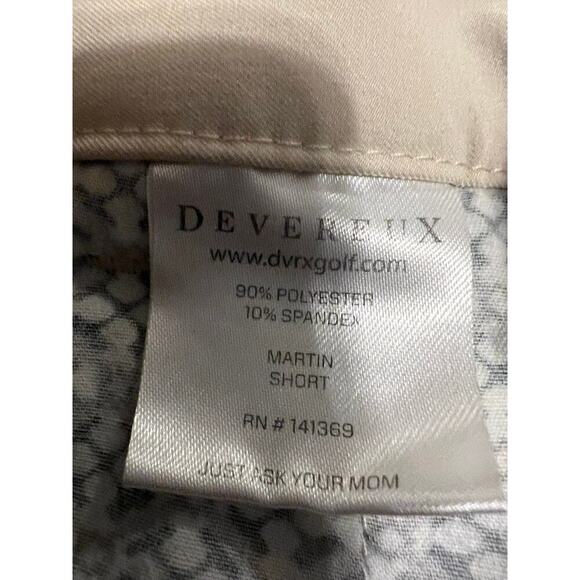 DEVEREUX
www.dvrxgolf.com
90% POLYESTER
10% SPANDEX
MARTIN
SHORT
RN # 141369
JUST ASK YOUR MOM